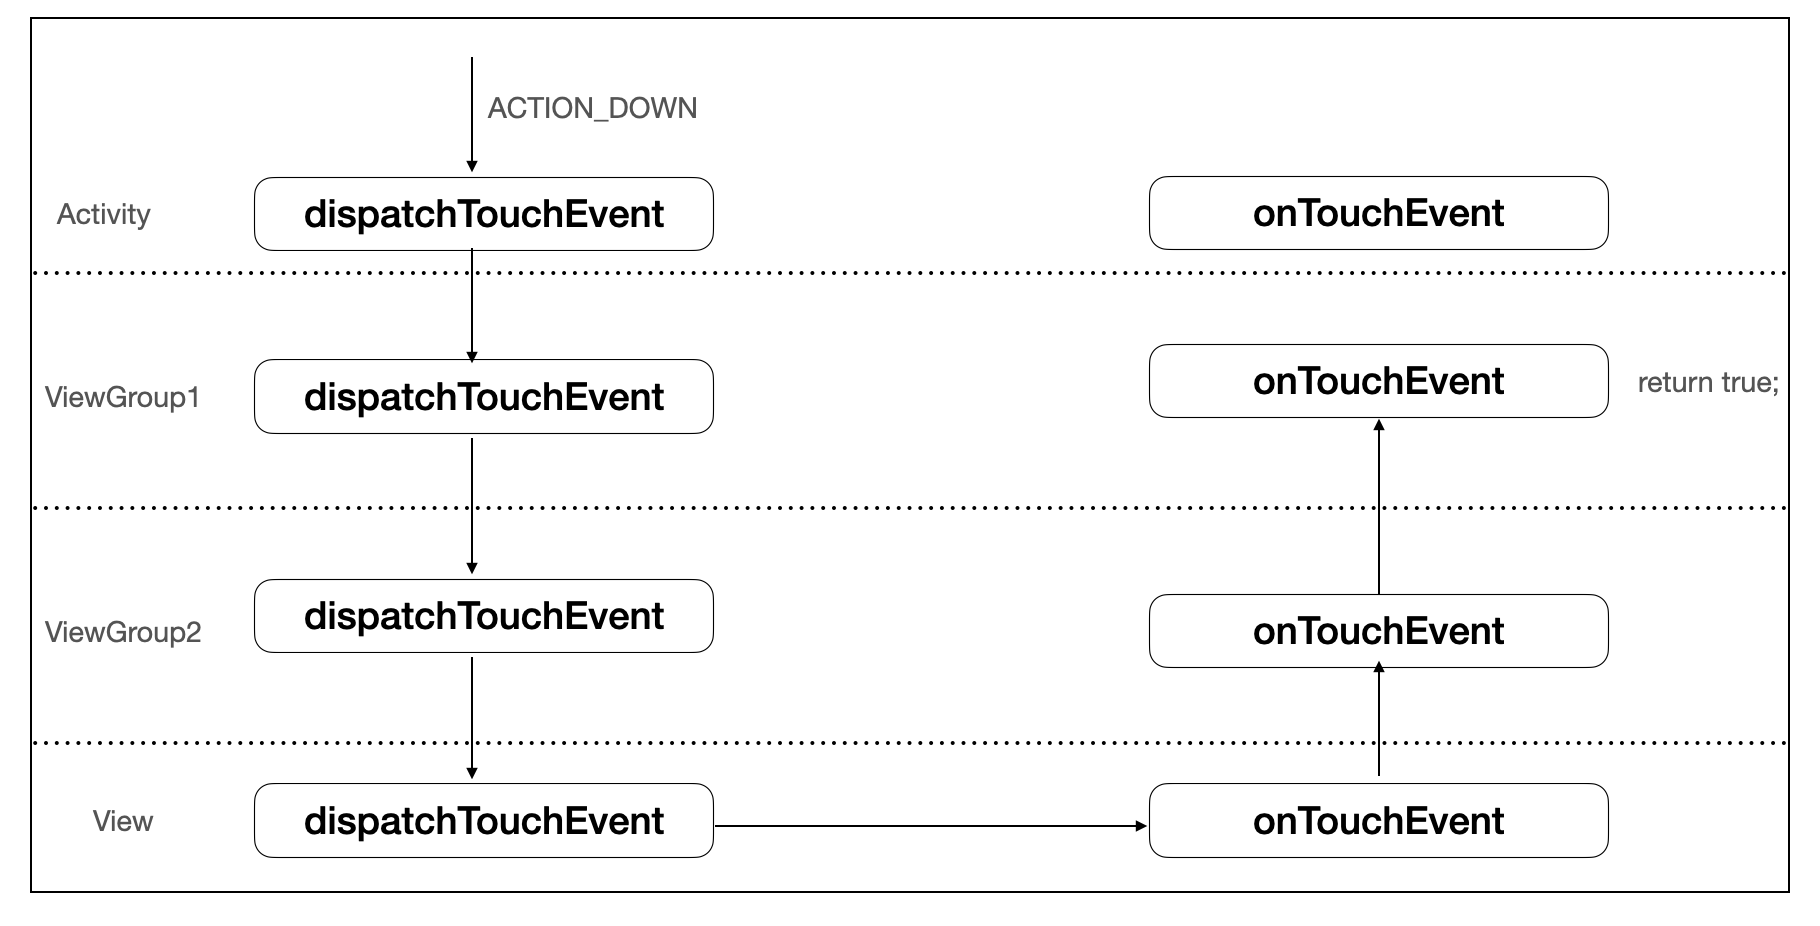 ACTION_DOWN
Activity
dispatchTouchEvent
onTouchEvent
ViewGroup1
dispatchTouchEvent
onTouchEvent
return true;
ViewGroup2
dispatchTouchEvent
onTouchEvent
View
dispatchTouchEvent
onTouchEvent